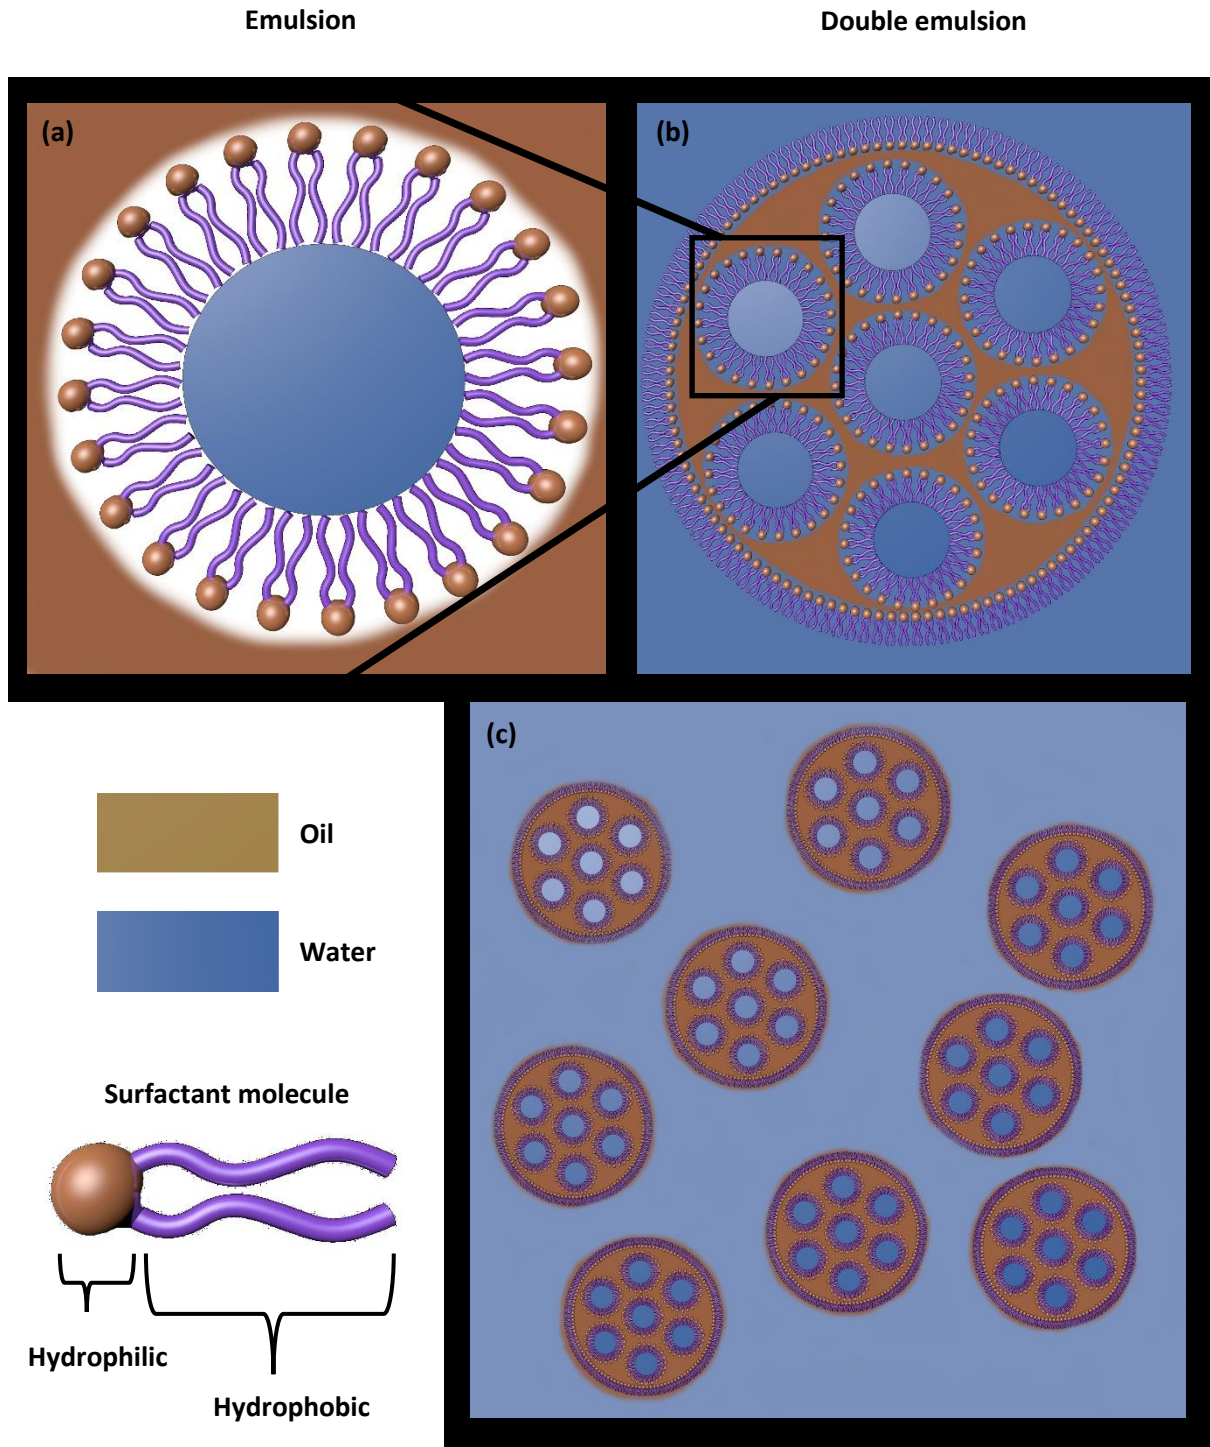 Emulsion
Double emulsion
(a)
(b)
(c)
Oil
Water
Surfactant molecule
Hydrophilic
Hydrophobic